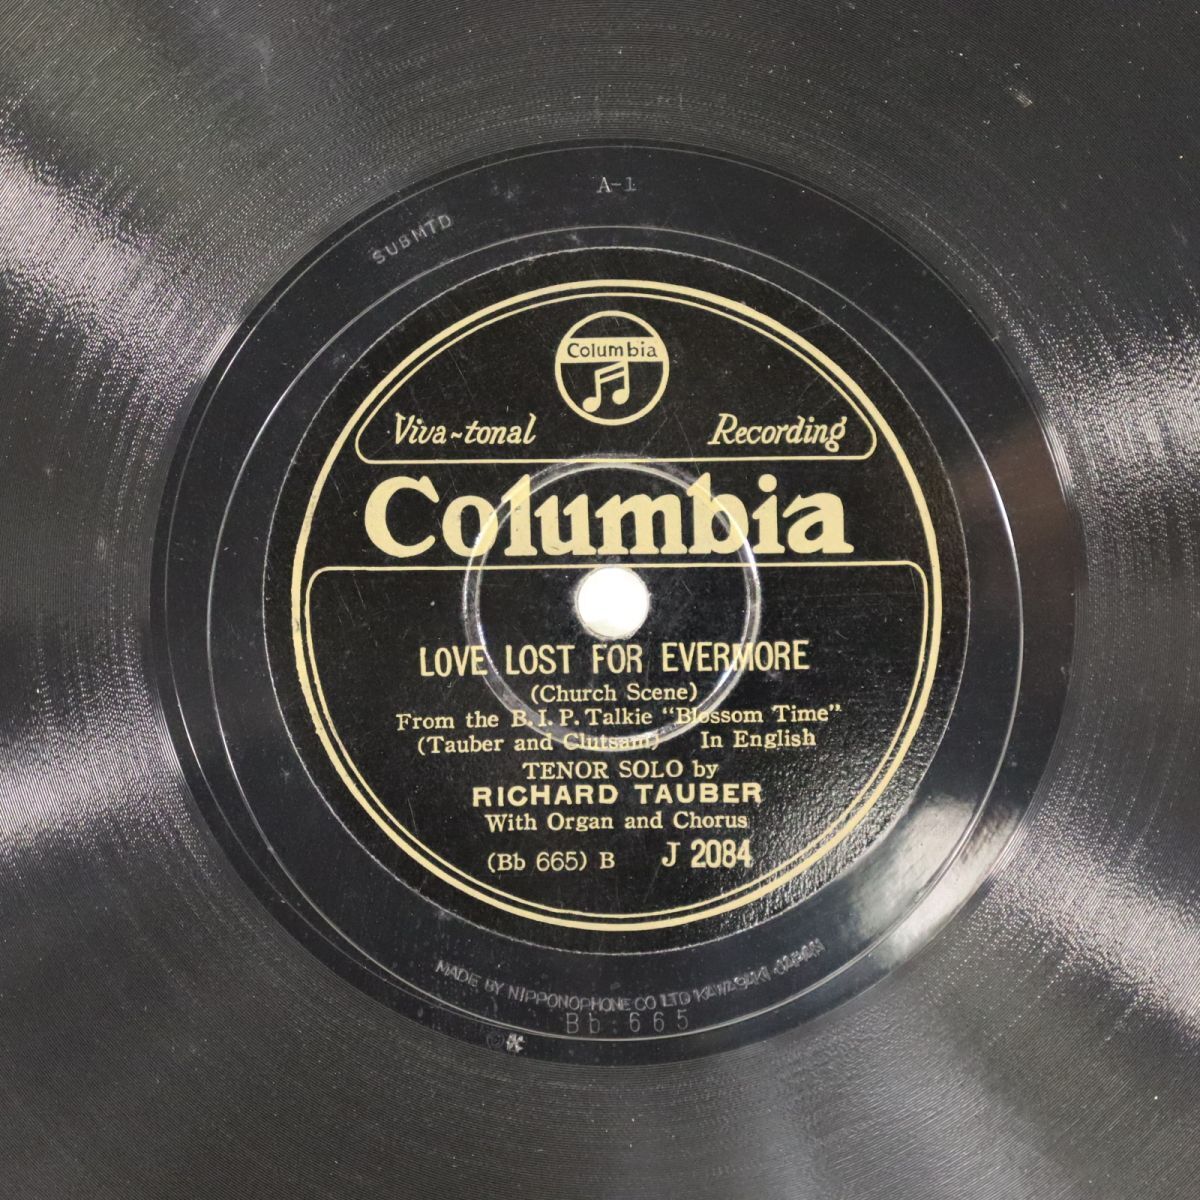 A-1
SUBMTD
Columbia
Viva-tonal Recording
Columbia
LOVE LOST FOR EVERMORE
(Church Scene)
From the B. I. P. Talkie "Blossom Time"
(Tauber and Clutsam) In English
TENOR SOLO by
RICHARD TAUBER
With Organ and Chorus
(Bb 665) B J 2084
MADE BY NIPPONOPHONE CO LTD KAWASAKI JAPAN
Bb:665